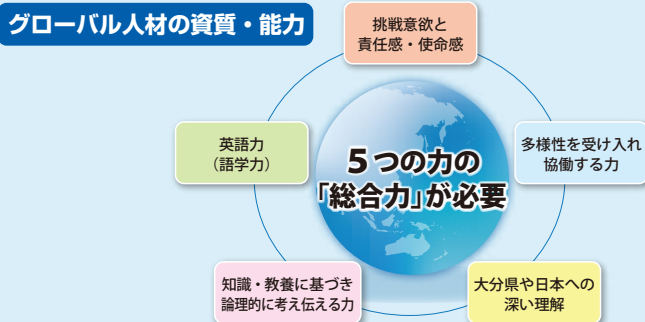 グローバル人材の資質・能力
挑戦意欲と
責任感・使命感
英語力
（語学力）
5つの力の
「総合力」が必要
多様性を受け入れ
協働する力
知識・教養に基づき
論理的に考え伝える力
大分県や日本への
深い理解